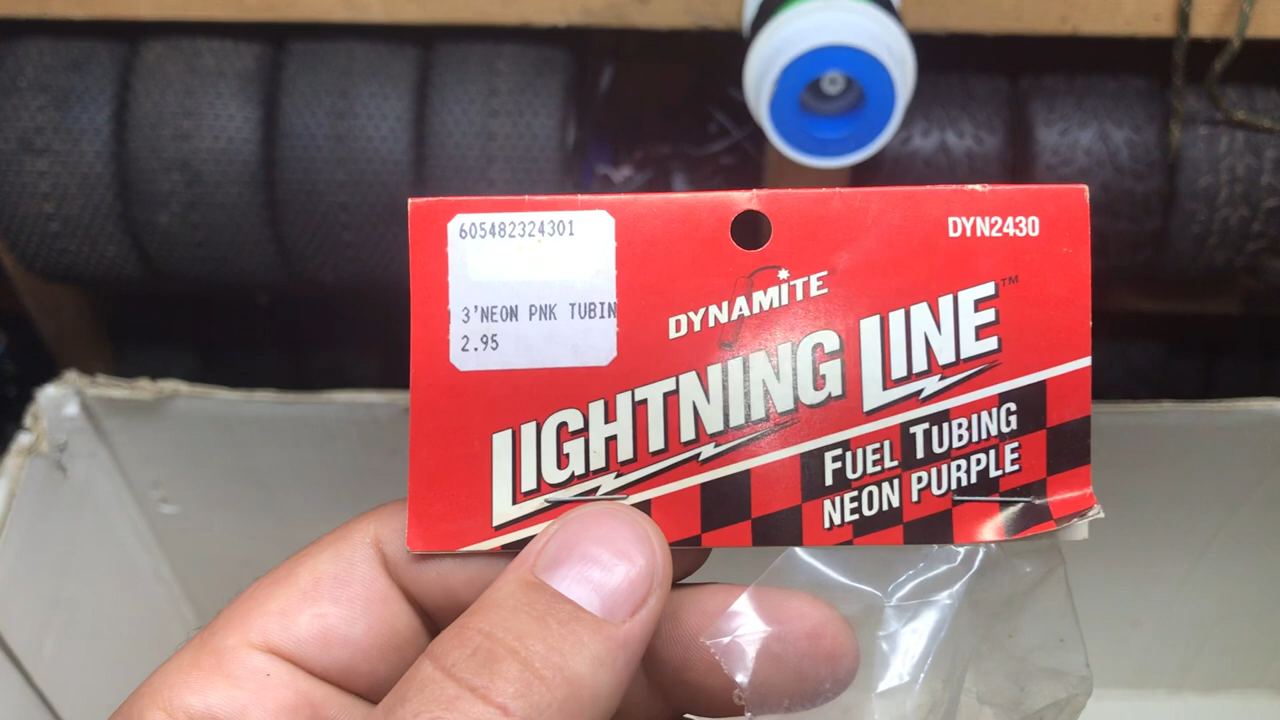 605482324301
3'NEON PNK TUBIN
2.95
DYN2430
DYNAMITE
LIGHTNING LINE™
FUEL TUBING
NEON PURPLE